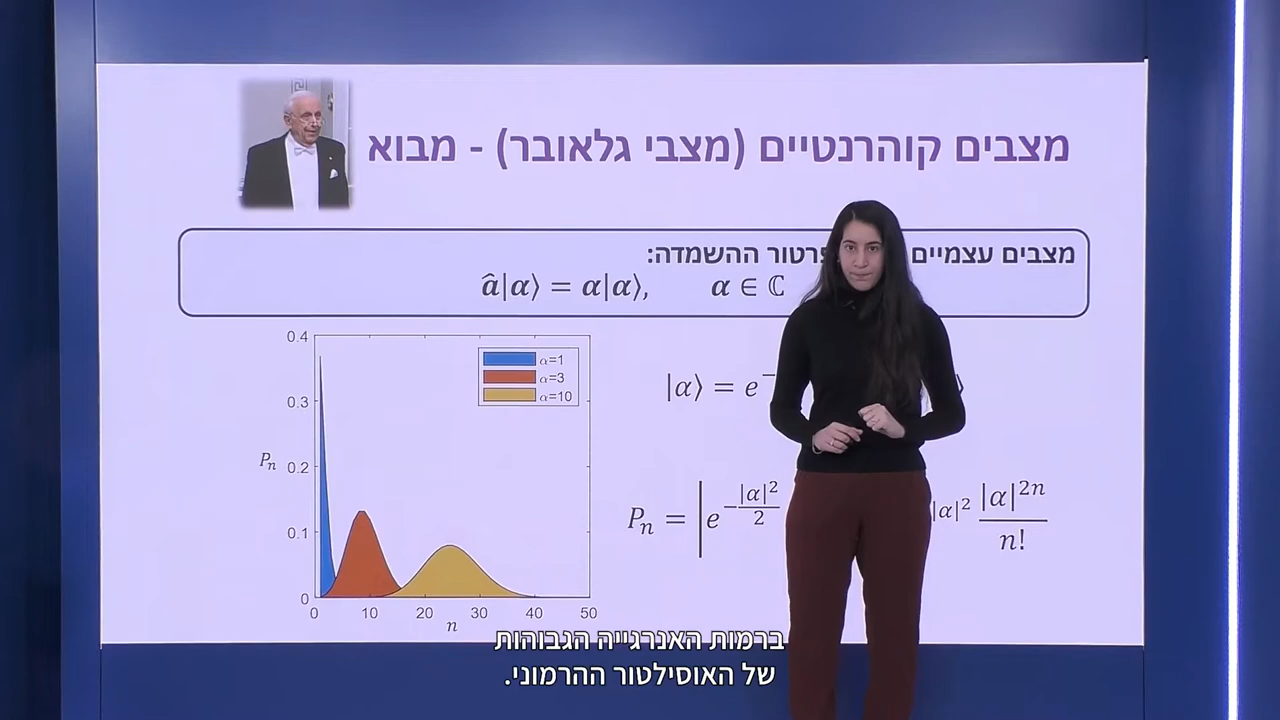 מצבים קוהרנטיים (מצבי גלאובר) - מבוא
מצבים עצמיים
ההשמדה:
â|α⟩ = α|α⟩, α ∈ ℂ
0.4
0.3
0.2
0.1
0
P_n
α=1
α=3
α=10
0 10 20 30 40 50
n
|α⟩ = e⁻
P_n = |e^{-|α|²/2}
|α|² |α|²ⁿ/n!
ברמות האנרגייה הגבוהות
של האוסילטור ההרמוני.